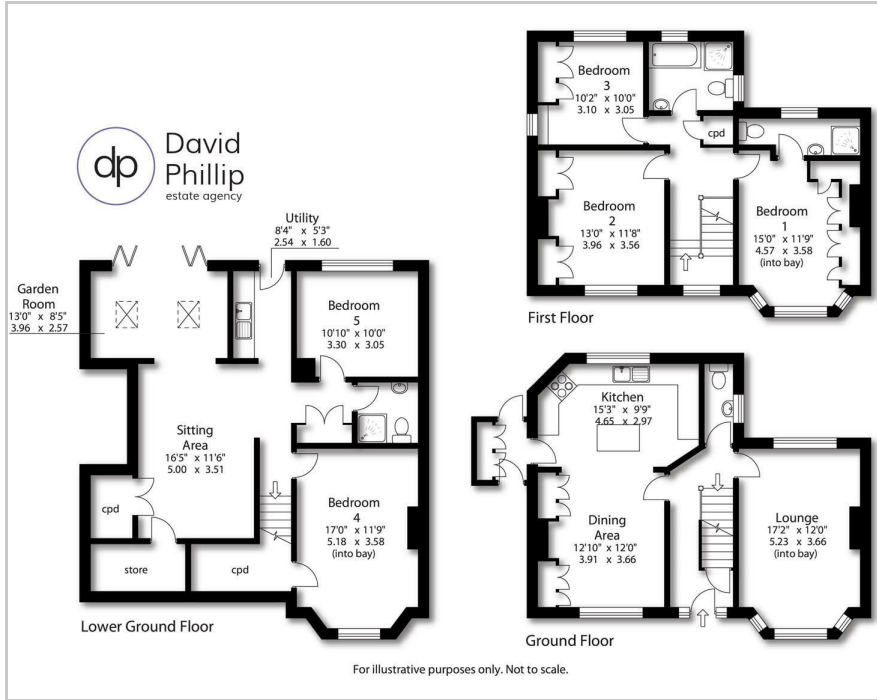 dp
David
Phillip
estate agency
Utility
8'4" x 5'3"
2.54 x 1.60
Garden
Room
13'0" x 8'5"
3.96 x 2.57
Bedroom
5
10'10" x 10'0"
3.30 x 3.05
Sitting
Area
16'5" x 11'6"
5.00 x 3.51
cpd
store
cpd
Bedroom
4
17'0" x 11'9"
5.18 x 3.58
(into bay)
Lower Ground Floor
Bedroom
3
10'2" x 10'0"
3.10 x 3.05
cpd
Bedroom
2
13'0" x 11'8"
3.96 x 3.56
Bedroom
1
15'0" x 11'9"
4.57 x 3.58
(into bay)
First Floor
Kitchen
15'3" x 9'9"
4.65 x 2.97
Dining
Area
12'10" x 12'0"
3.91 x 3.66
Lounge
17'2" x 12'0"
5.23 x 3.66
(into bay)
Ground Floor
For illustrative purposes only. Not to scale.